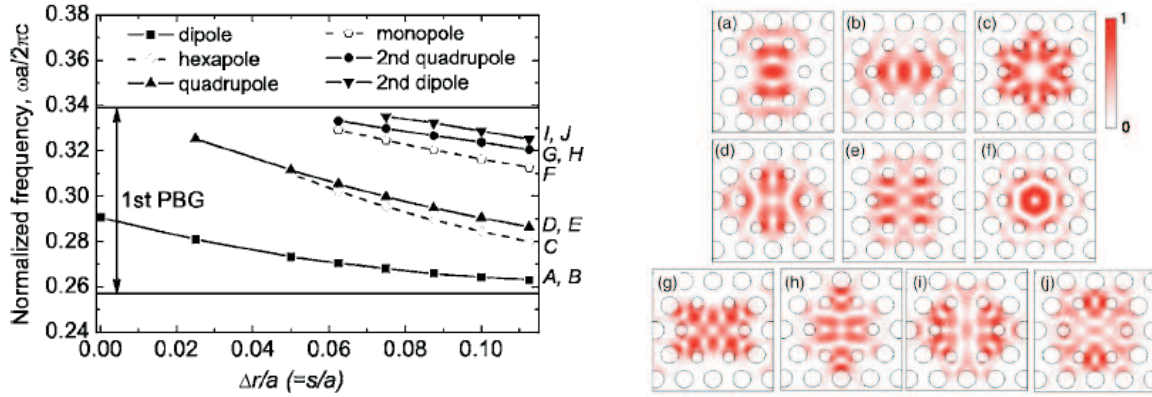 Normalized frequency, ωa/2πc
0.38
0.36
0.34
0.32
0.30
0.28
0.26
0.24
dipole
hexapole
quadrupole
monopole
2nd quadrupole
2nd dipole
1st PBG
I, J
G, H
F
D, E
C
A, B
0.00
0.02
0.04
0.06
0.08
0.10
Δr/a (=s/a)
(a)
(b)
(c)
1
0
(d)
(e)
(f)
(g)
(h)
(i)
(j)